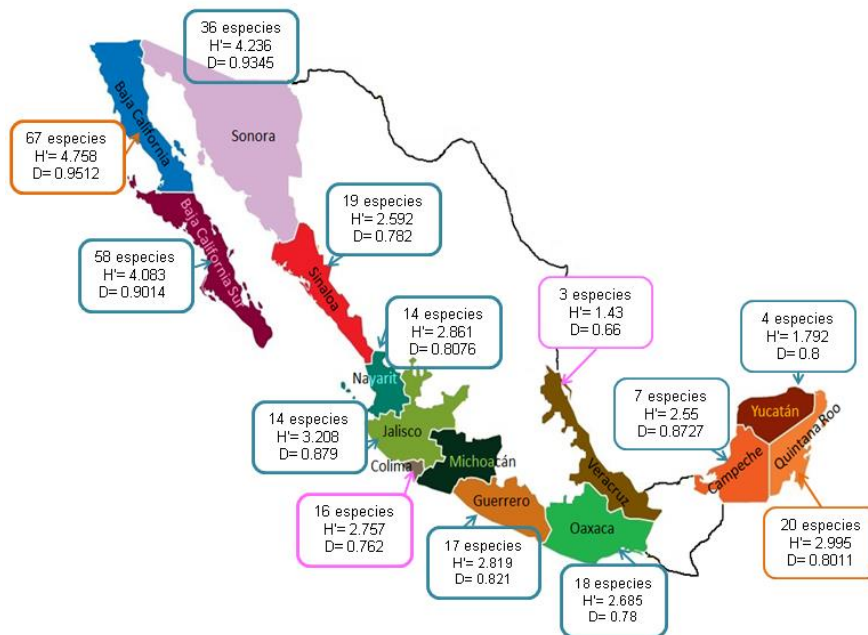 36 especies
H'= 4.236
D= 0.9345
Baja California
Sonora
67 especies
H'= 4.758
D= 0.9512
19 especies
H'= 2.592
D= 0.782
Baja California Sur
58 especies
H'= 4.083
D= 0.9014
Sinaloa
3 especies
H'= 1.43
D= 0.66
14 especies
H'= 2.861
D= 0.8076
4 especies
H'= 1.792
D= 0.8
Nayarit
7 especies
H'= 2.55
D= 0.8727
Yucatán
14 especies
H'= 3.208
D= 0.879
Jalisco
Quintana Roo
Colima
Michoacán
Veracruz
Campeche
Guerrero
Oaxaca
16 especies
H'= 2.757
D= 0.762
17 especies
H'= 2.819
D= 0.821
20 especies
H'= 2.995
D= 0.8011
18 especies
H'= 2.685
D= 0.78